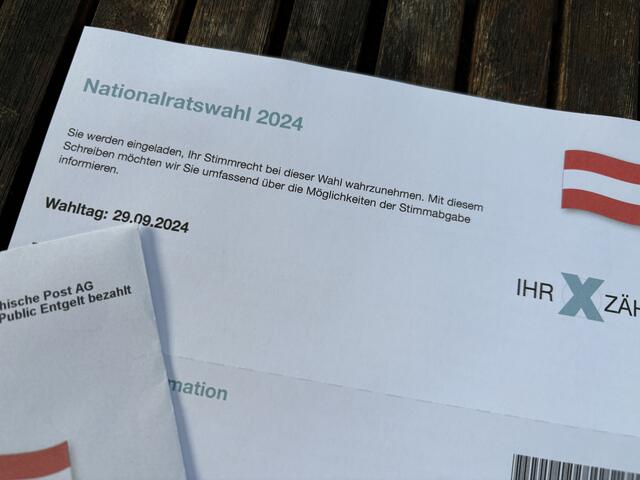 Nationalratswahl 2024
Sie werden eingeladen, Ihr Stimmrecht bei dieser Wahl wahrzunehmen. Mit diesem
Schreiben möchten wir Sie umfassend über die Möglichkeiten der Stimmabgabe
informieren.
Wahltag: 29.09.2024
IHR X ZÄH
hische Post AG
Public Entgelt bezahlt
mation